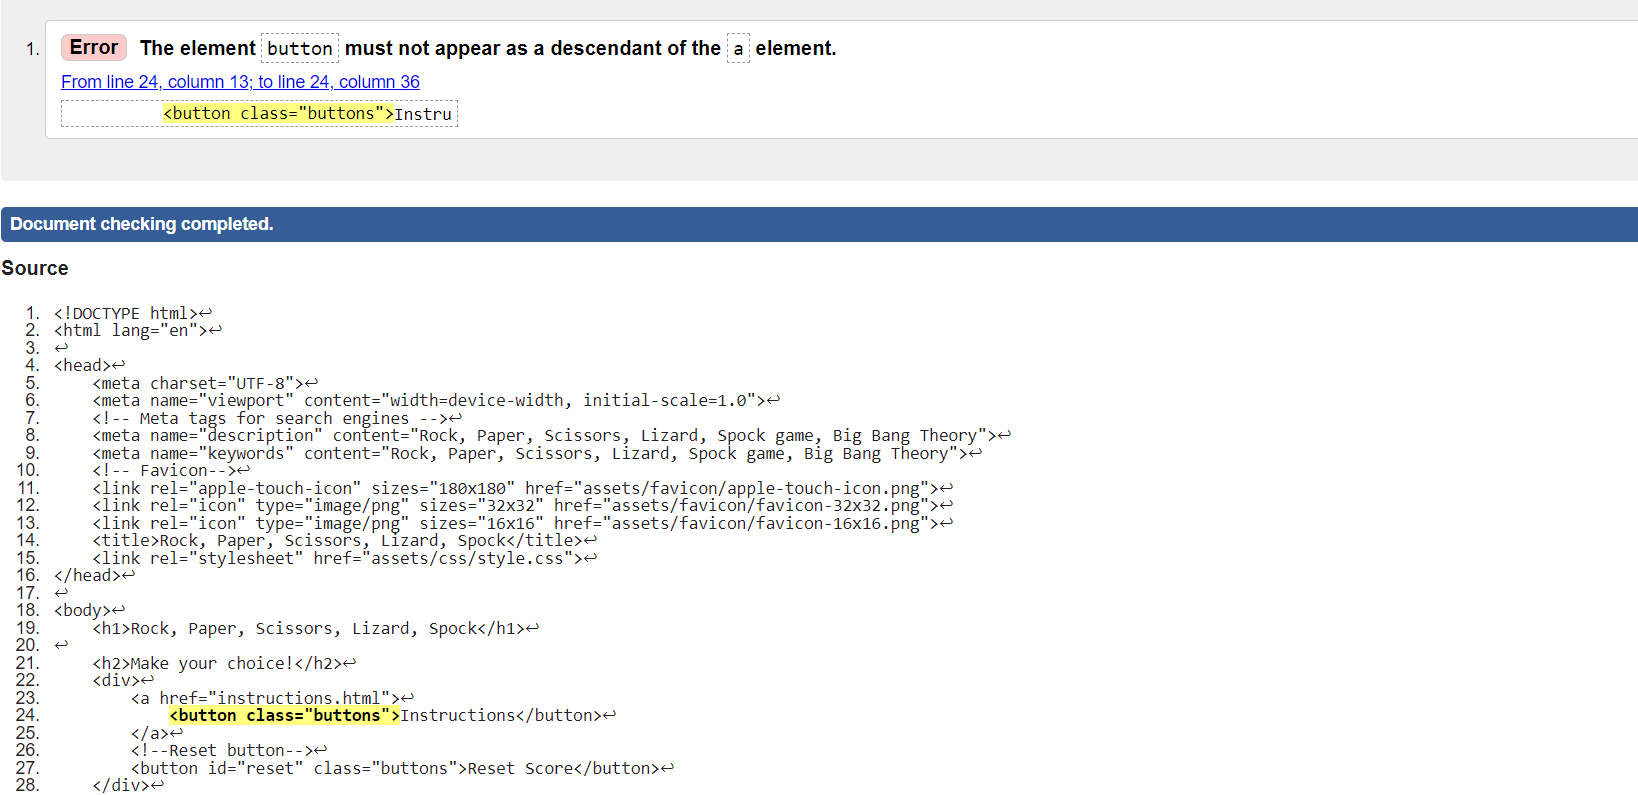 1. Error The element button must not appear as a descendant of the a element.
From line 24, column 13; to line 24, column 36
<button class="buttons">Instru
Document checking completed.
Source
1. <!DOCTYPE html>↩
2. <html lang="en">↩
3. ↩
4. <head>↩
5.     <meta charset="UTF-8">↩
6.     <meta name="viewport" content="width=device-width, initial-scale=1.0">↩
7.     <!-- Meta tags for search engines -->↩
8.     <meta name="description" content="Rock, Paper, Scissors, Lizard, Spock game, Big Bang Theory">↩
9.     <meta name="keywords" content="Rock, Paper, Scissors, Lizard, Spock game, Big Bang Theory">↩
10.     <!-- Favicon-->↩
11.     <link rel="apple-touch-icon" sizes="180x180" href="assets/favicon/apple-touch-icon.png">↩
12.     <link rel="icon" type="image/png" sizes="32x32" href="assets/favicon/favicon-32x32.png">↩
13.     <link rel="icon" type="image/png" sizes="16x16" href="assets/favicon/favicon-16x16.png">↩
14.     <title>Rock, Paper, Scissors, Lizard, Spock</title>↩
15.     <link rel="stylesheet" href="assets/css/style.css">↩
16. </head>↩
17. ↩
18. <body>↩
19.     <h1>Rock, Paper, Scissors, Lizard, Spock</h1>↩
20. ↩
21.     <h2>Make your choice!</h2>↩
22.     <div>↩
23.         <a href="instructions.html">↩
24.             <button class="buttons">Instructions</button>↩
25.         </a>↩
26.         <!--Reset button-->↩
27.         <button id="reset" class="buttons">Reset Score</button>↩
28.     </div>↩